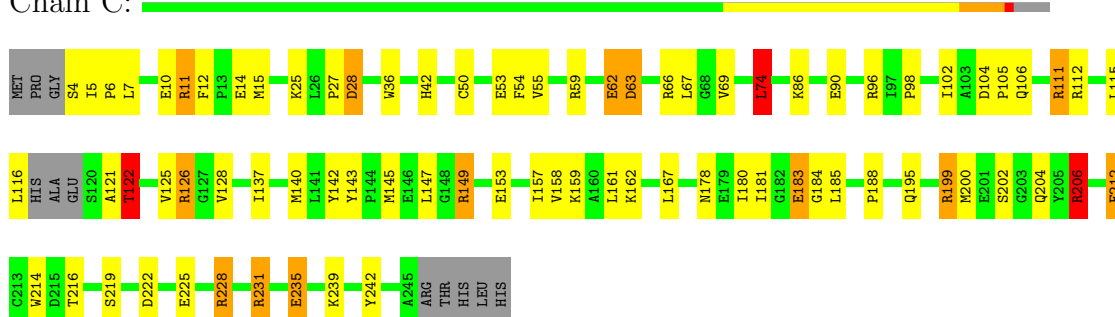 Chain C:
MET PRO GLY S4 I5 P6 L7 E10 R11 F12 P13 E14 M15 K25 L26 P27 D28 W36 H42 C50 E53 F54 V55 R59 E62 D63 R66 L67 G68 V69 L74 K86 E90 R96 I97 P98 I102 A103 D104 P105 Q106 R111 R112 L115
L116 HIS ALA GLU S120 A121 T122 V125 R126 G127 V128 I137 M140 L141 Y142 Y143 P144 M145 E146 L147 G148 R149 E153 I157 V158 K159 A160 L161 K162 L167 N178 E179 I180 I181 G182 E183 G184 L185 P188 Q195 R199 M200 E201 S202 G203 Q204 Y205 R206
C213 W214 D215 T216 S219 D222 E225 R228 R231 E235 K239 Y242 A245 ARG THR HIS LEU HIS